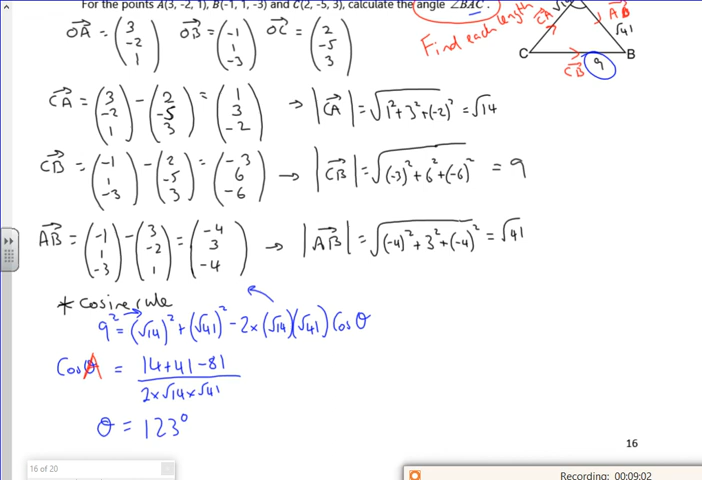 For the points A(3, -2, 1), B(-1, 1, -3) and C(2, -5, 3), calculate the angle ∠BAC.
Find each length
CA √14
AB
√41
C B
CB 9
OA = (3 -2 1) OB (-1 1 -3) OC = (2 -5 3)
CA = (3 -2 1) - (2 -5 3) = (1 3 -2) → |CA| = √1²+3²+(-2)² = √14
CB = (-1 1 -3) - (2 -5 3) = (-3 6 -6) → |CB| = √(-3)²+6²+(-6)² = 9
AB = (-1 1 -3) - (3 -2 1) = (-4 3 -4) → |AB| = √(-4)²+3²+(-4)² = √41
* Cosine rule
9² = (√14)² + (√41)² - 2×(√14)(√41) Cos θ
Cos A = 14+41-81
2×√14×√41
θ = 123°
16
16 of 20
Recording: 00:09:02